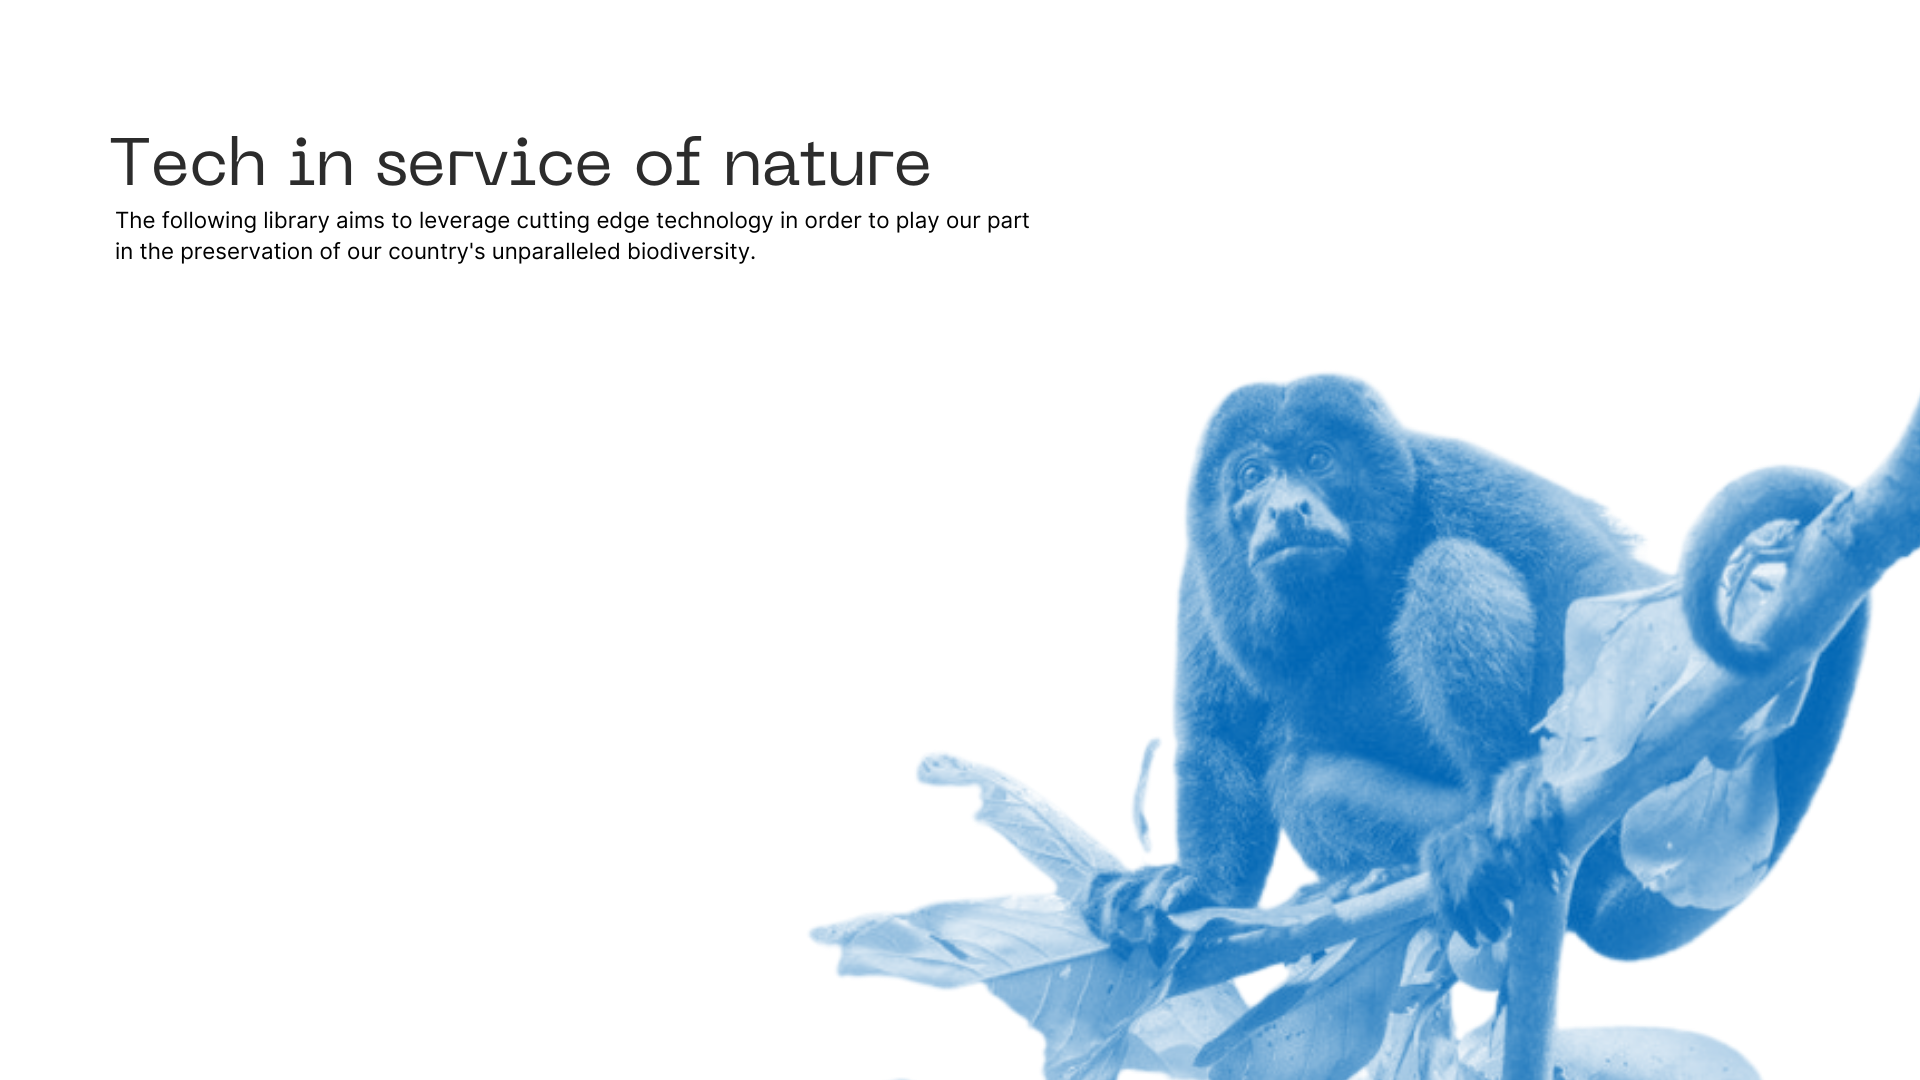 Tech in service of nature
The following library aims to leverage cutting edge technology in order to play our part
in the preservation of our country's unparalleled biodiversity.